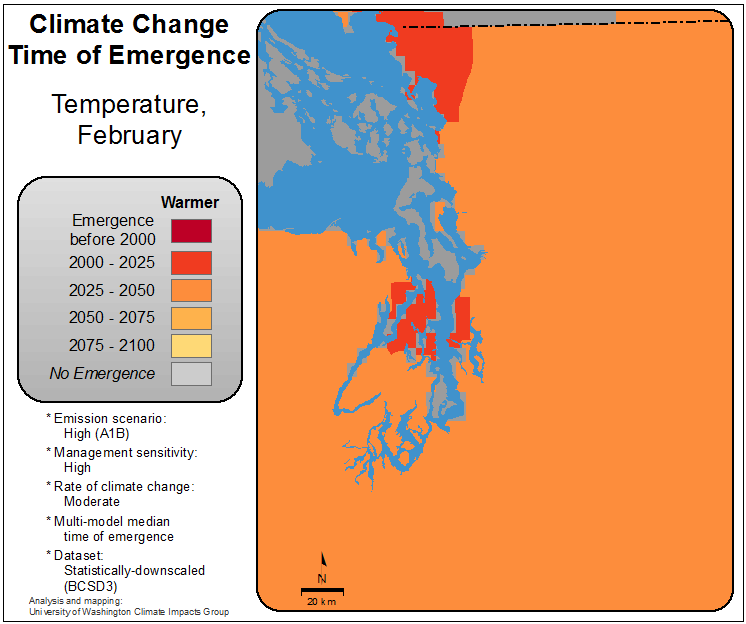 Climate Change
Time of Emergence
Temperature,
February
Warmer
Emergence
before 2000
2000 - 2025
2025 - 2050
2050 - 2075
2075 - 2100
No Emergence
* Emission scenario:
High (A1B)
* Management sensitivity:
High
* Rate of climate change:
Moderate
* Multi-model median
time of emergence
* Dataset:
Statistically-downscaled
(BCSD3)
Analysis and mapping:
University of Washington Climate Impacts Group
N
20 km